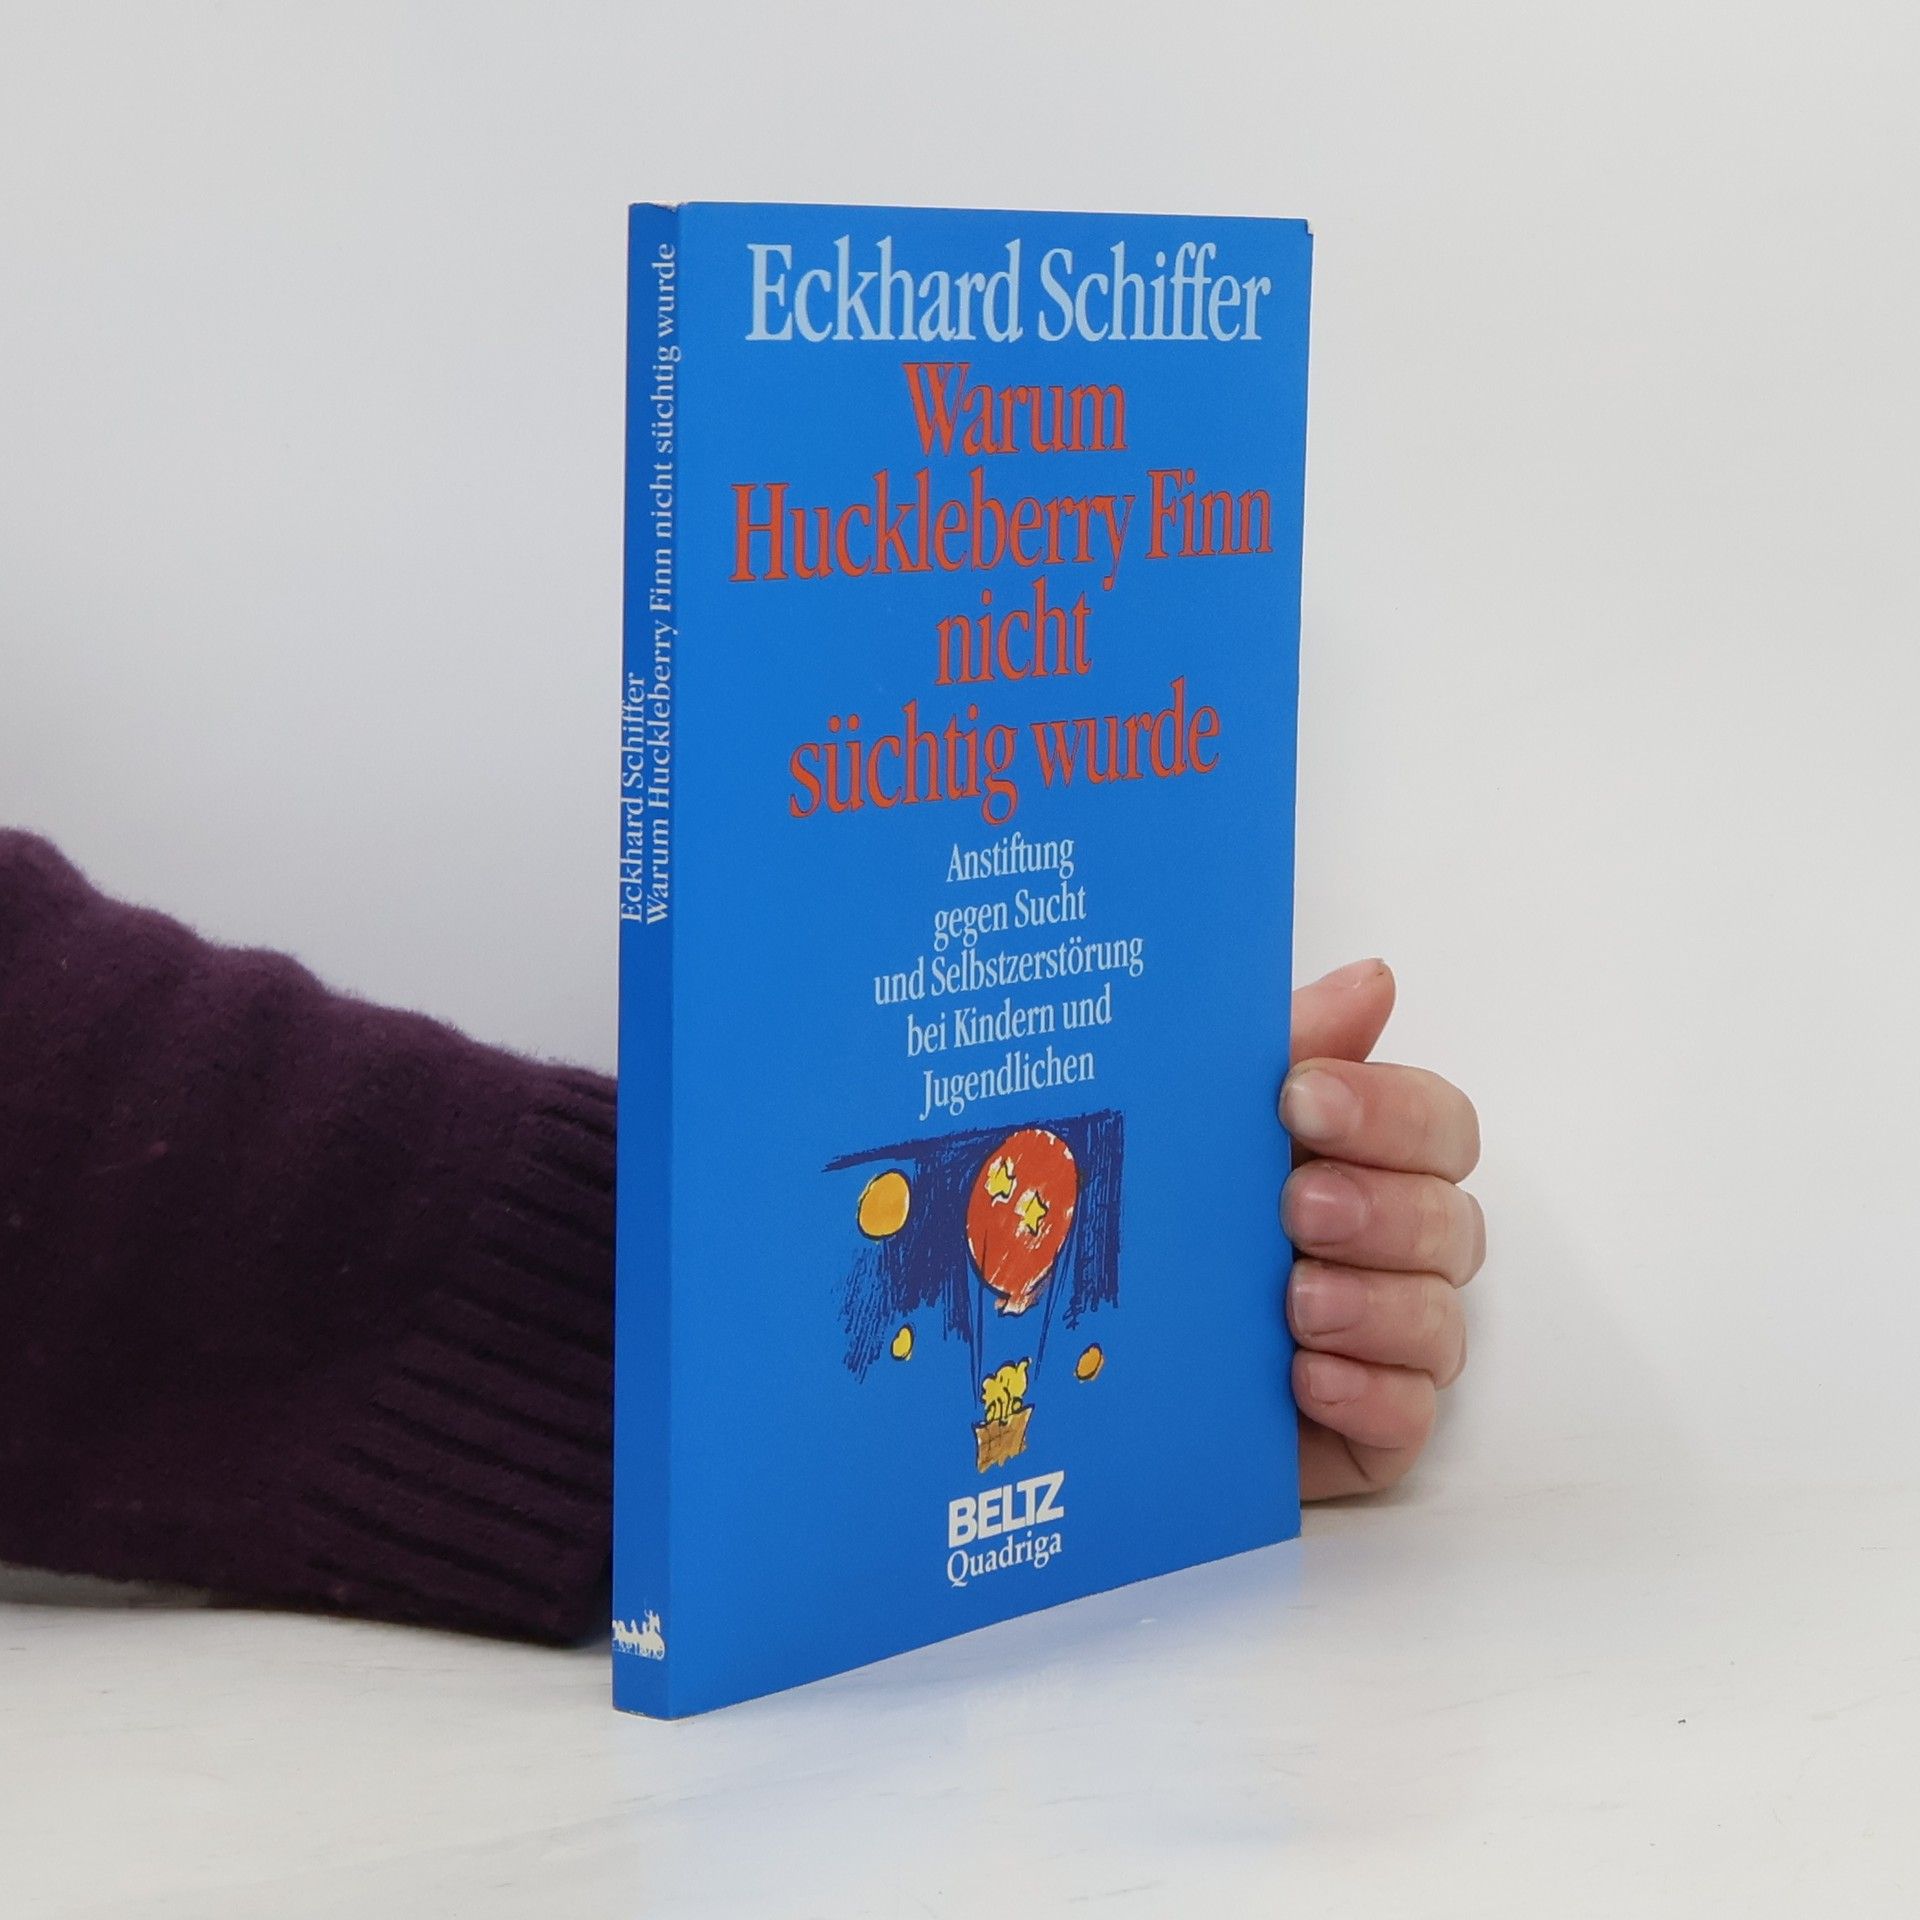 Eckhard Schiffer
Warum Huckleberry Finn nicht süchtig wurde
Eckhard Schiffer
Warum
Huckleberry Finn
nicht
süchtig wurde
Anstiftung
gegen Sucht
und Selbstzerstörung
bei Kindern und
Jugendlichen
BELTZ
Quadriga